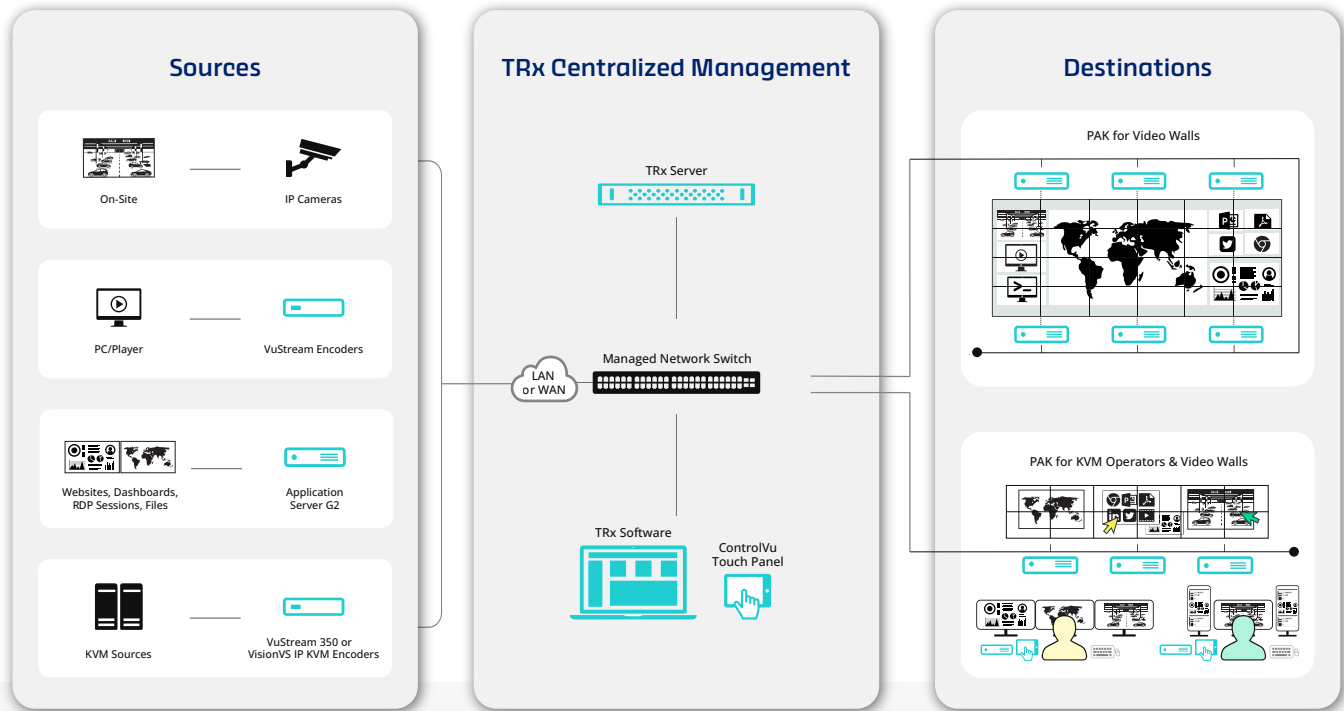 Sources
On-Site
IP Cameras
PC/Player
VuStream Encoders
Websites, Dashboards,
RDP Sessions, Files
Application
Server G2
KVM Sources
VuStream 350 or
VisionVS IP KVM Encoders
TRx Centralized Management
TRx Server
Managed Network Switch
LAN
or WAN
TRx Software
ControlVu
Touch Panel
Destinations
PAK for Video Walls
PAK for KVM Operators & Video Walls